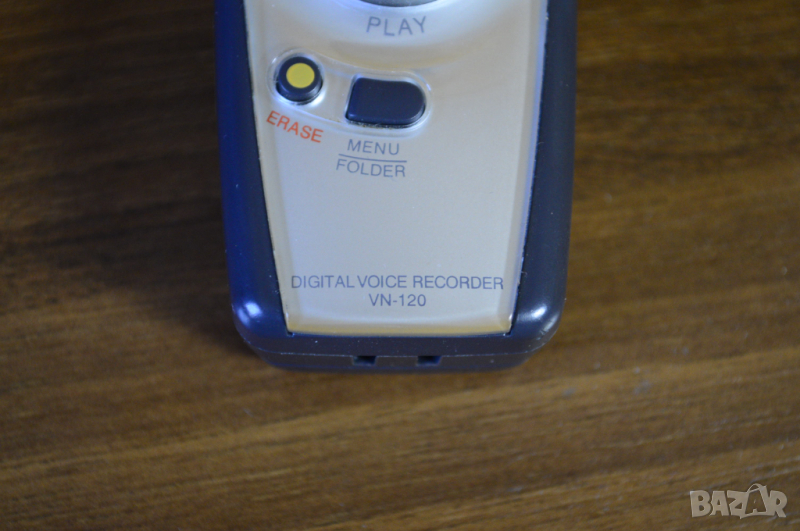 PLAY
ERASE
MENU
FOLDER
DIGITAL VOICE RECORDER
VN-120
BAZAR